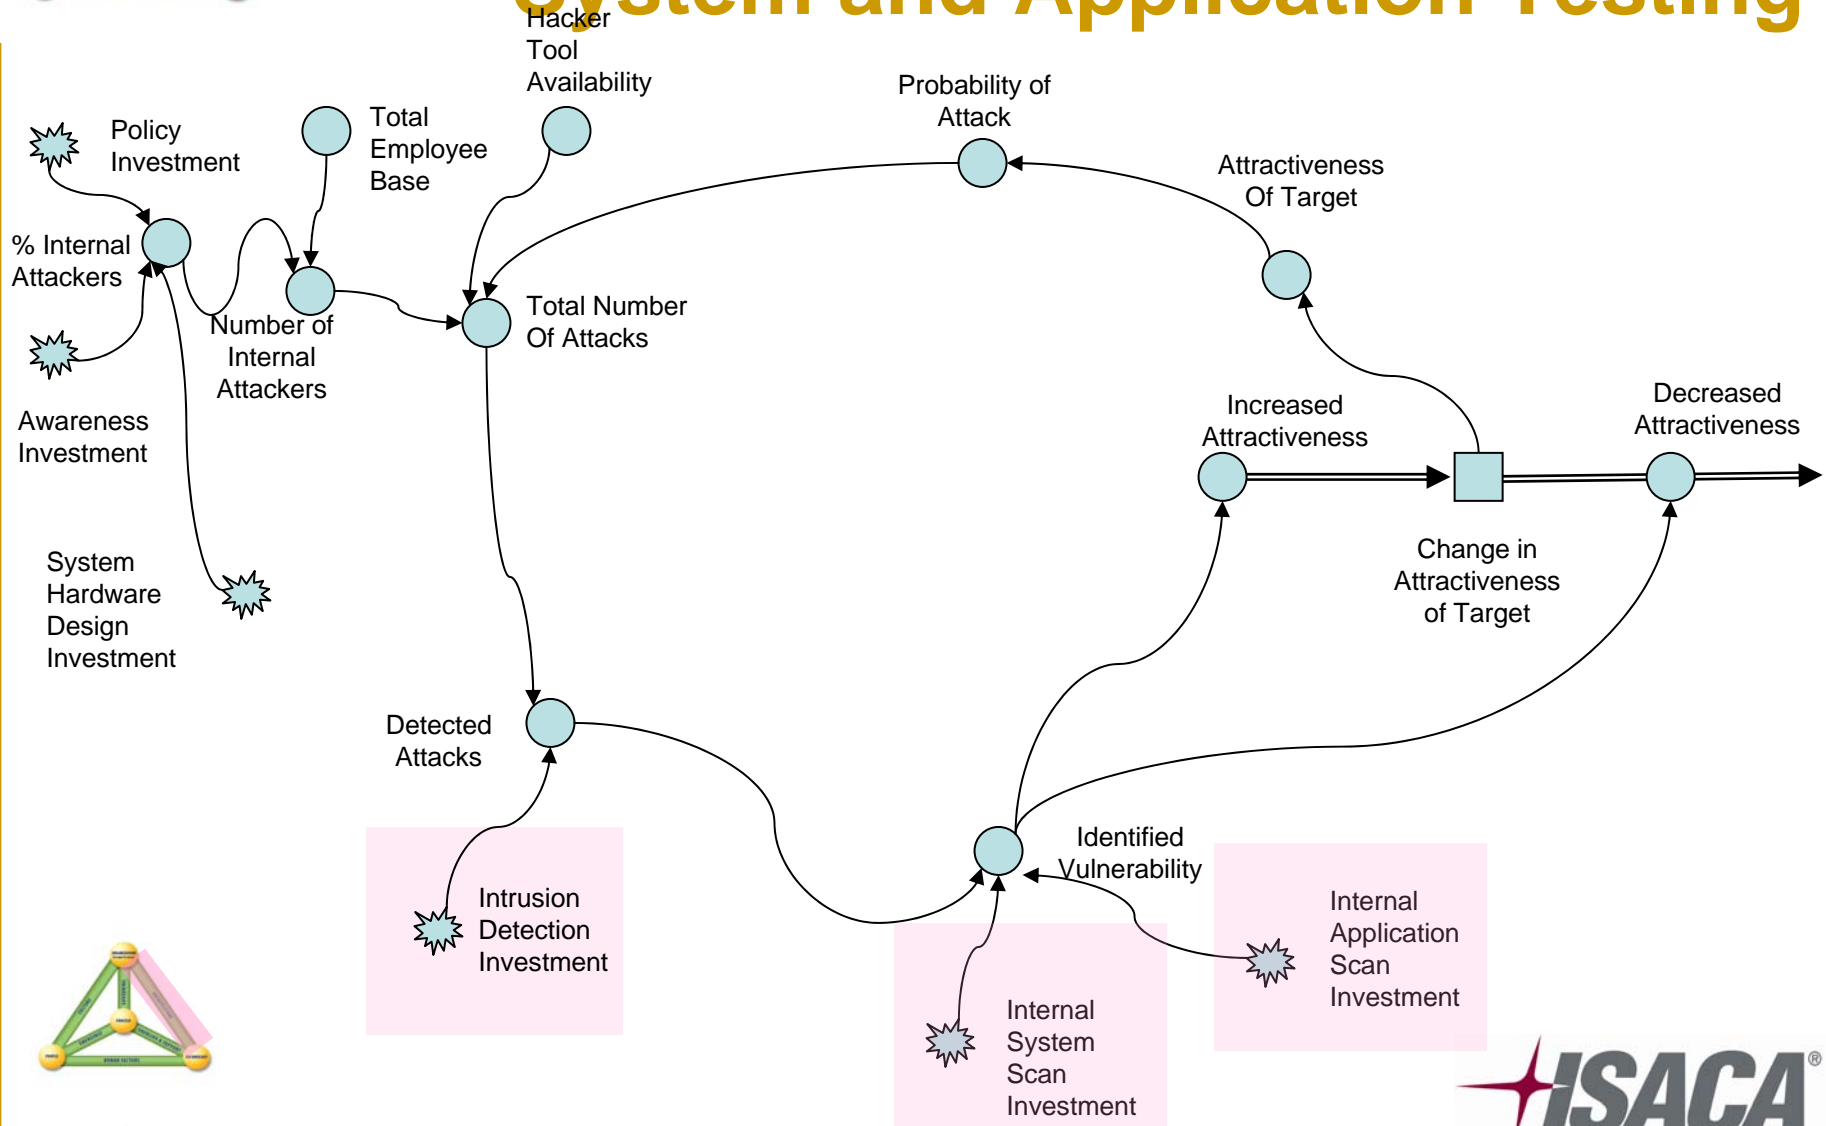 System and Application Testing
Hacker
Tool
Availability
Probability of
Attack
Policy
Investment
Total
Employee
Base
Attractiveness
Of Target
% Internal
Attackers
Total Number
Of Attacks
Number of
Internal
Attackers
Increased
Attractiveness
Decreased
Attractiveness
Awareness
Investment
Change in
Attractiveness
of Target
System
Hardware
Design
Investment
Detected
Attacks
Identified
Vulnerability
Intrusion
Detection
Investment
Internal
Application
Scan
Investment
Internal
System
Scan
Investment
ISACA®